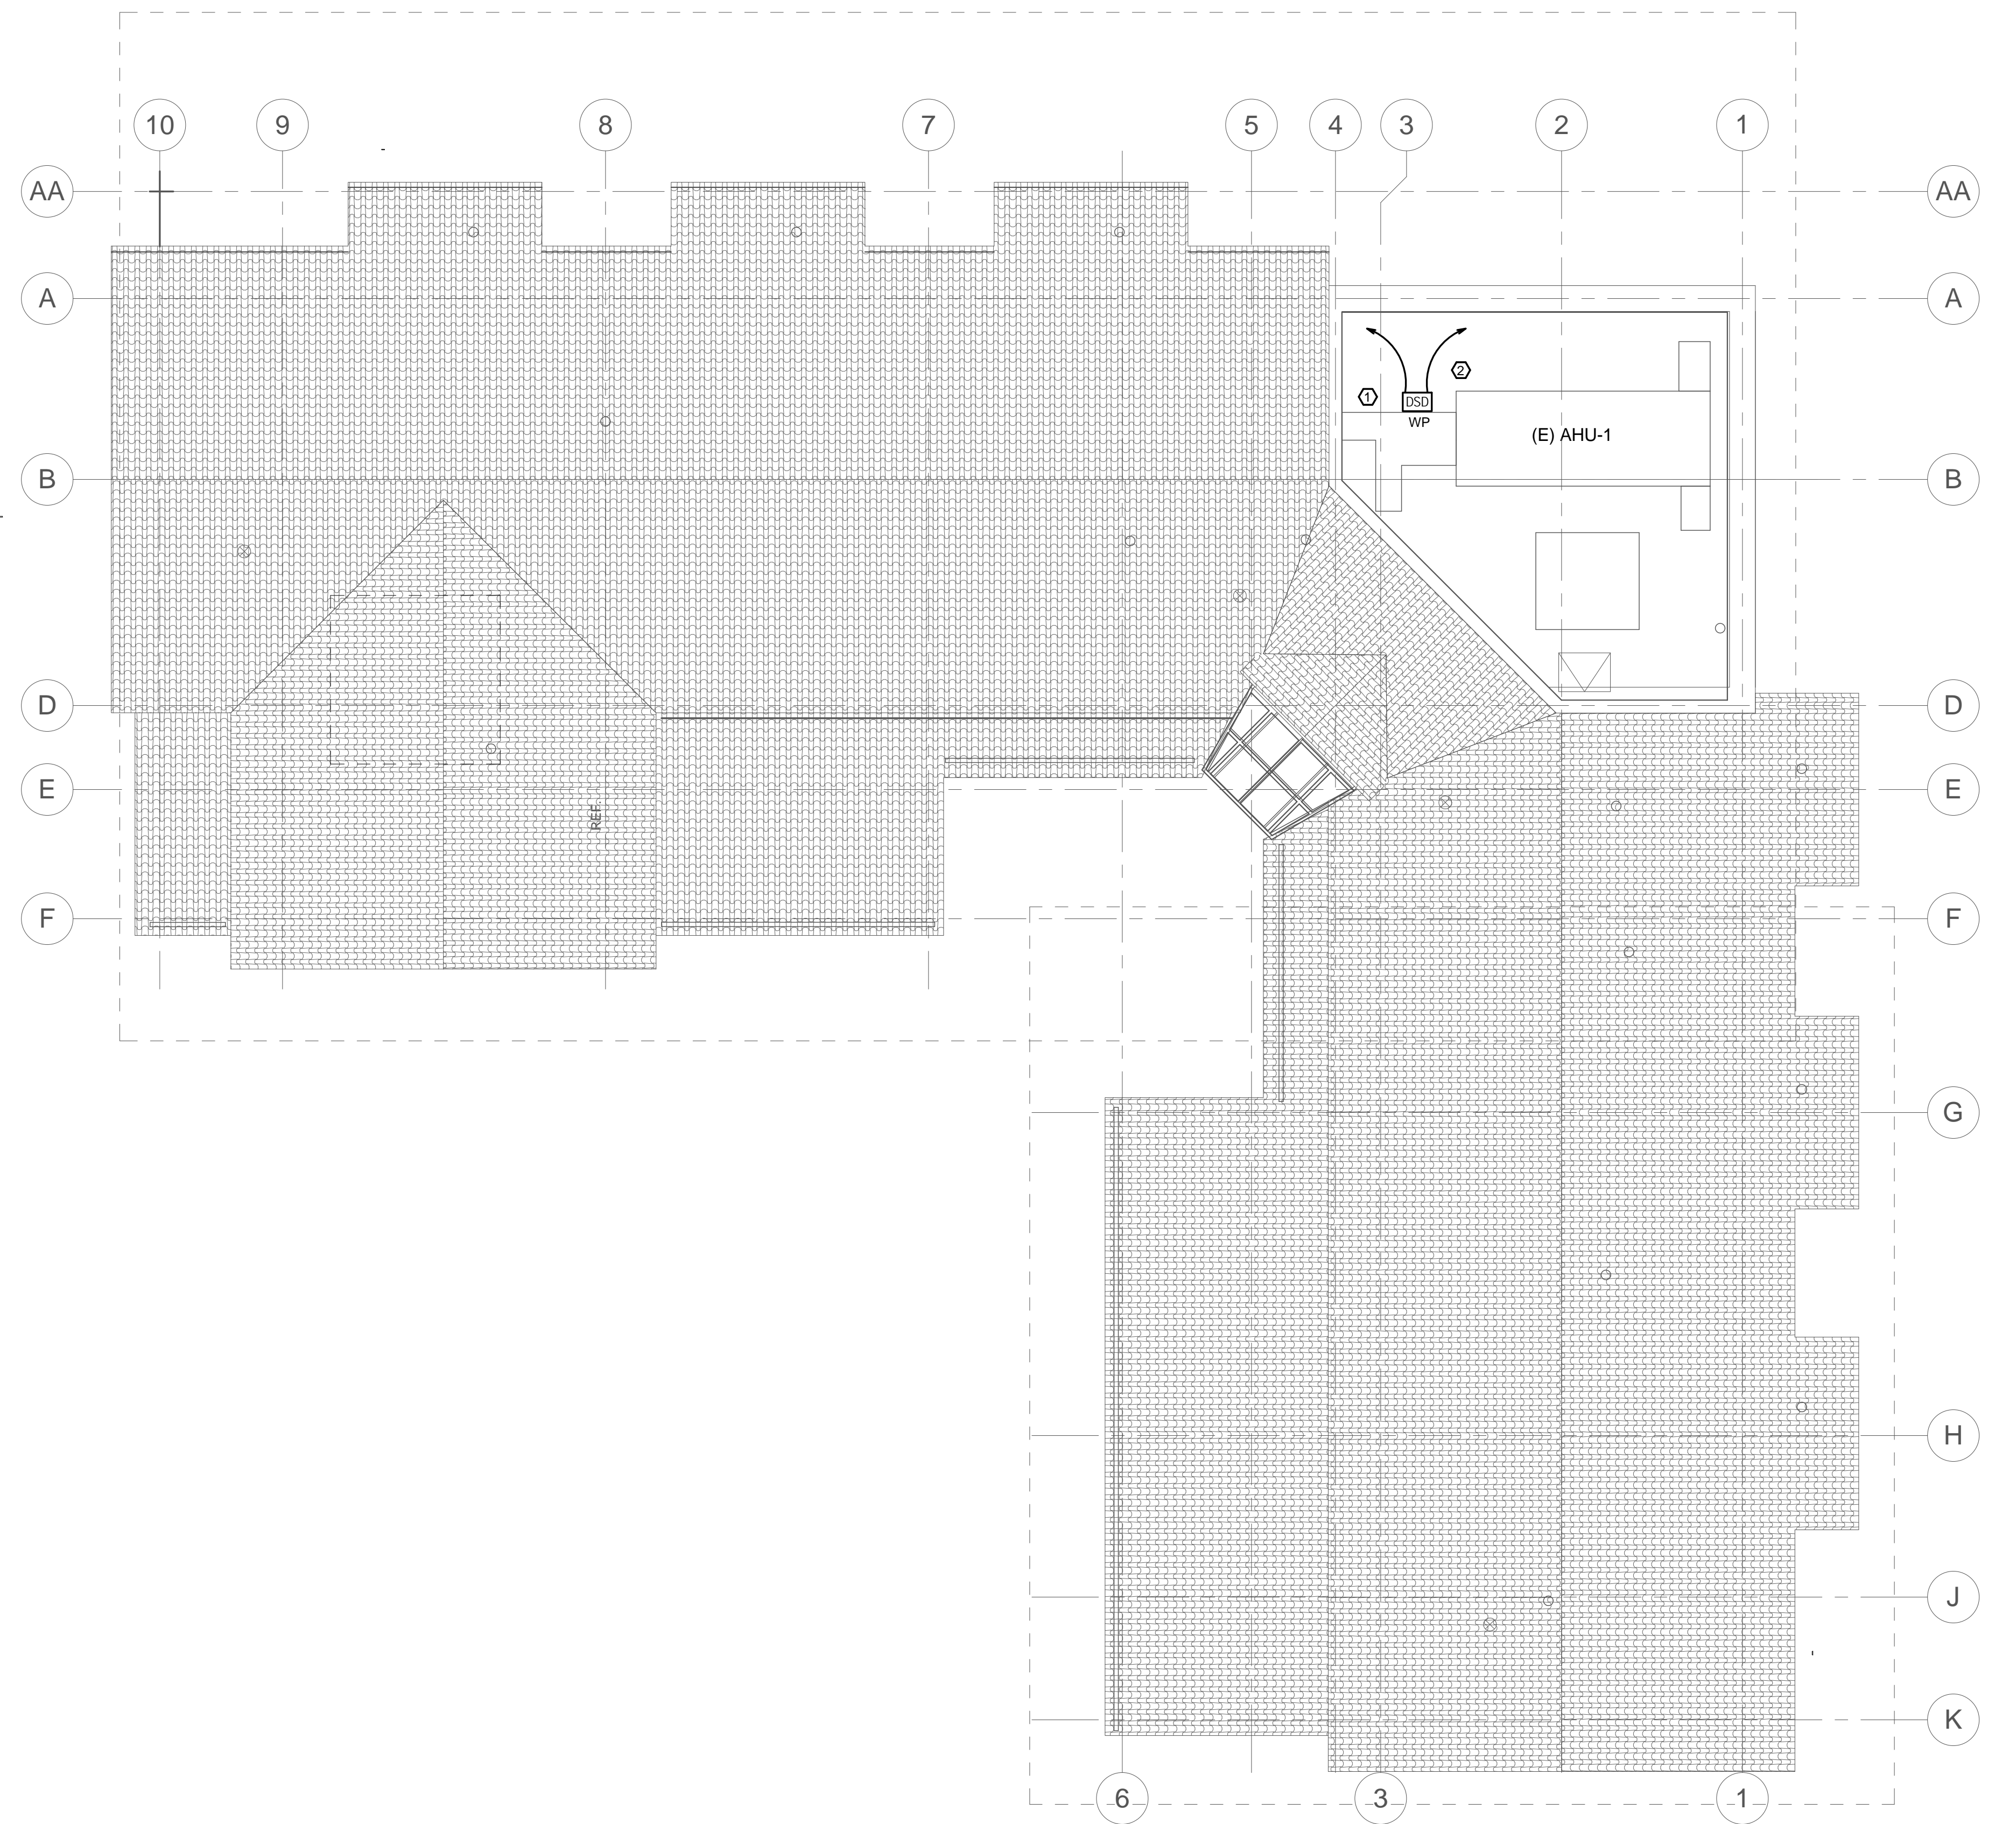 10 9 8 7 5 4 3 2 1
AA AA
A A
2
1 DSD
WP
(E) AHU-1
B B
D D
E E
REF.
F F
G
H
J
K
6 3 1